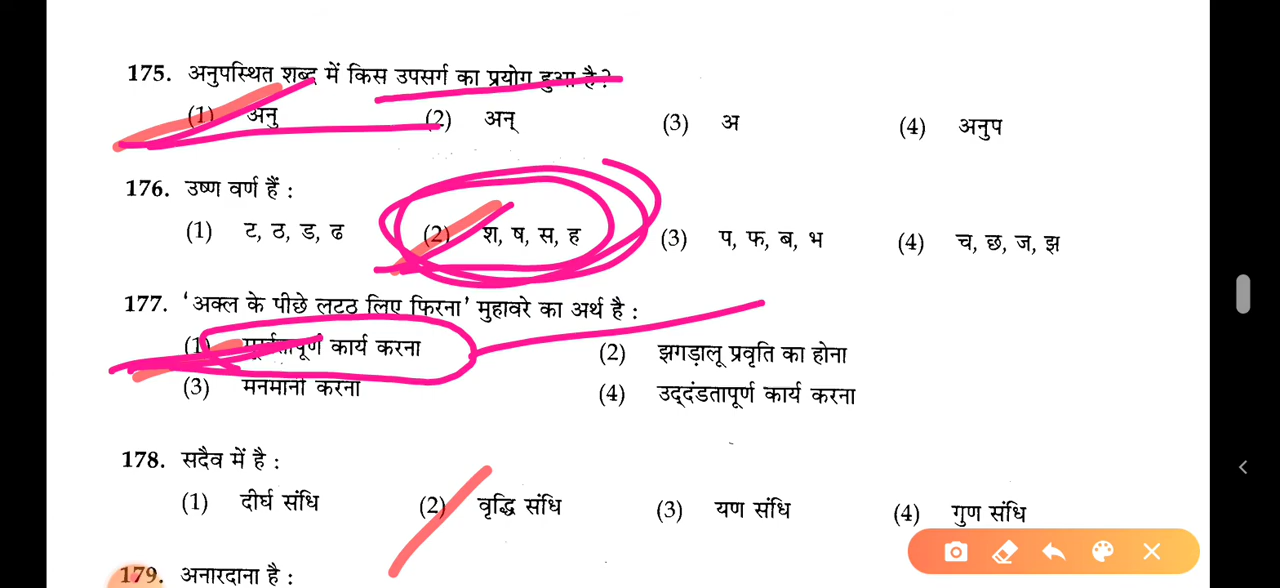 175. अनुपस्थित शब्द में किस उपसर्ग का प्रयोग हुआ है?
(1) अनु (2) अन् (3) अ (4) अनुप
176. उष्ण वर्ण हैं :
(1) ट, ठ, ड, ढ (2) श, ष, स, ह (3) प, फ, ब, भ (4) च, छ, ज, झ
177. ‘अक्ल के पीछे लटठ लिए फिरना’ मुहावरे का अर्थ है :
(1) मूर्खतापूर्ण कार्य करना (2) झगड़ालू प्रवृति का होना
(3) मनमानी करना (4) उद्दंडतापूर्ण कार्य करना
178. सदैव में है :
(1) दीर्घ संधि (2) वृद्धि संधि (3) यण संधि (4) गुण संधि
179. अनारदाना है :